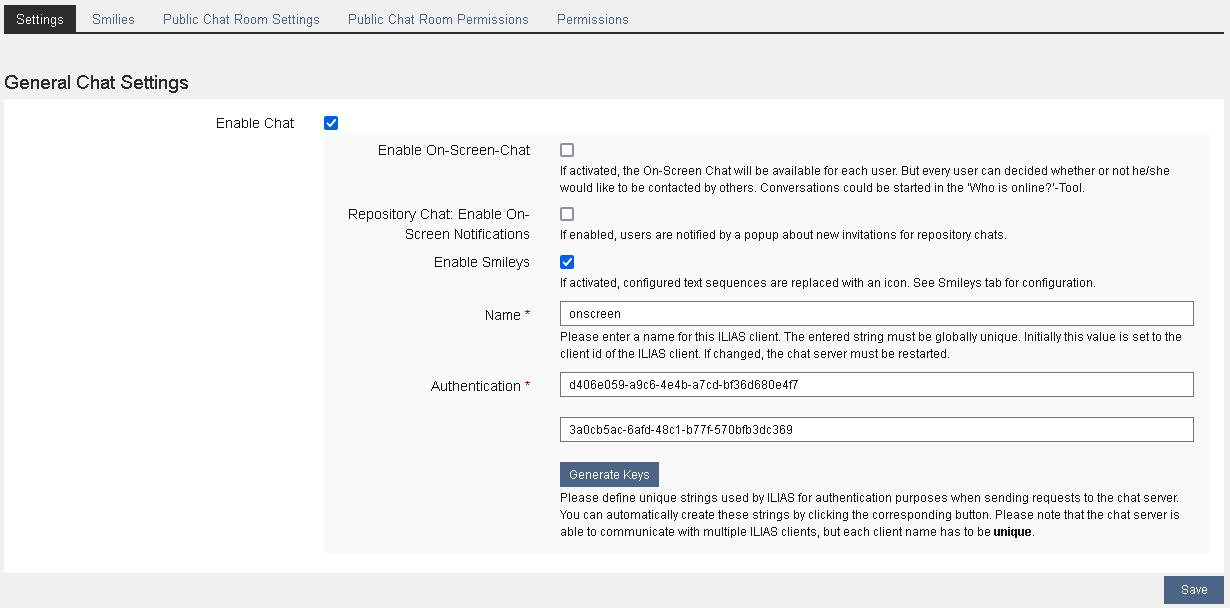 Settings Smilies Public Chat Room Settings Public Chat Room Permissions Permissions
General Chat Settings
Enable Chat
Enable On-Screen-Chat
If activated, the On-Screen Chat will be available for each user. But every user can decided whether or not he/she
would like to be contacted by others. Conversations could be started in the 'Who is online?'-Tool.
Repository Chat: Enable On-
Screen Notifications
If enabled, users are notified by a popup about new invitations for repository chats.
Enable Smileys
If activated, configured text sequences are replaced with an icon. See Smileys tab for configuration.
Name * onscreen
Please enter a name for this ILIAS client. The entered string must be globally unique. Initially this value is set to the
client id of the ILIAS client. If changed, the chat server must be restarted.
Authentication * d406e059-a9c6-4e4b-a7cd-bf36d680e4f7
3a0cb5ac-6afd-48c1-b77f-570bfb3dc369
Generate Keys
Please define unique strings used by ILIAS for authentication purposes when sending requests to the chat server.
You can automatically create these strings by clicking the corresponding button. Please note that the chat server is
able to communicate with multiple ILIAS clients, but each client name has to be unique.
Save